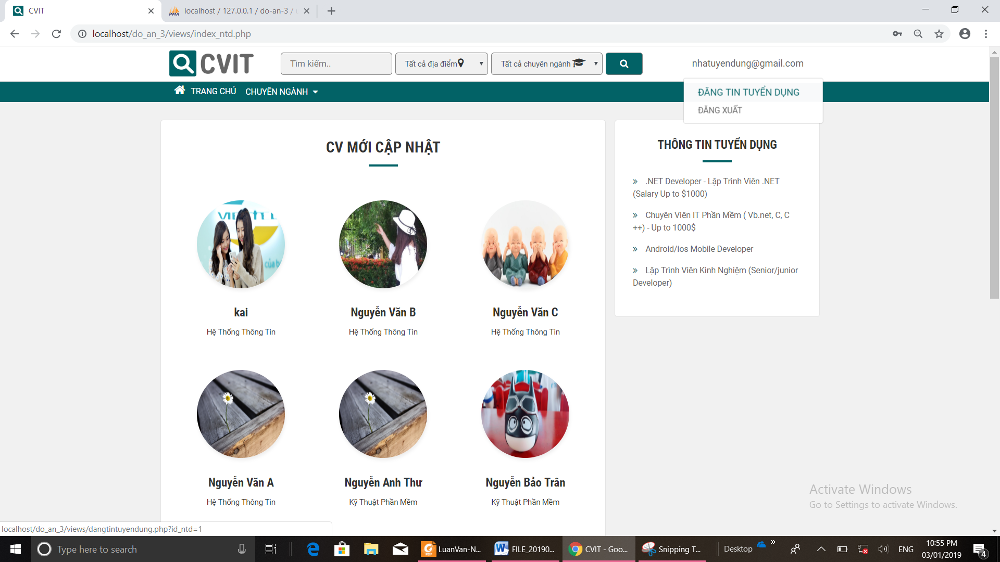 CVIT
localhost / 127.0.0.1 / do-an-3 /
localhost/do_an_3/views/index_ntd.php
CVIT
Tìm kiếm..
Tất cả địa điểm
Tất cả chuyên ngành
nhatuyendung@gmail.com
TRANG CHỦ
CHUYÊN NGÀNH
ĐĂNG TIN TUYỂN DỤNG
ĐĂNG XUẤT
CV MỚI CẬP NHẬT
kai
Hệ Thống Thông Tin
Nguyễn Văn B
Hệ Thống Thông Tin
Nguyễn Văn C
Hệ Thống Thông Tin
Nguyễn Văn A
Hệ Thống Thông Tin
Nguyễn Anh Thư
Kỹ Thuật Phần Mềm
Nguyễn Bảo Trân
Kỹ Thuật Phần Mềm
THÔNG TIN TUYỂN DỤNG
» .NET Developer - Lập Trình Viên .NET
(Salary Up to $1000)
» Chuyên Viên IT Phần Mềm ( Vb.net, C, C
++) - Up to 1000$
» Android/ios Mobile Developer
» Lập Trình Viên Kinh Nghiệm (Senior/junior
Developer)
Activate Windows
Go to Settings to activate Windows.
localhost/do_an_3/views/dangtintuyendung.php?id_ntd=1
Type here to search
LuanVan-N...
FILE_20190...
CVIT - Goo...
Snipping T...
Desktop
»
ENG
10:55 PM
03/01/2019
4